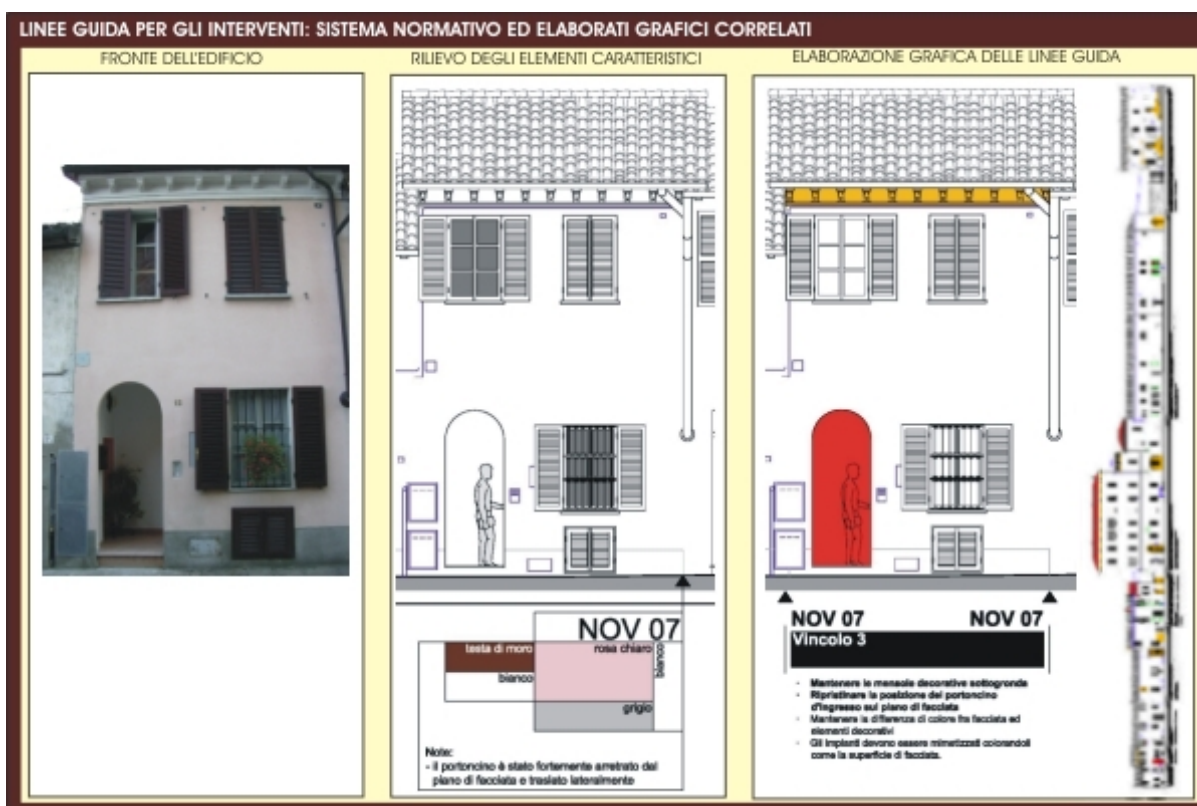 LINEE GUIDA PER GLI INTERVENTI: SISTEMA NORMATIVO ED ELABORATI GRAFICI CORRELATI
FRONTE DELL'EDIFICIO
RILIEVO DEGLI ELEMENTI CARATTERISTICI
ELABORAZIONE GRAFICA DELLE LINEE GUIDA
NOV 07
testa di moro
rosa chiaro
bianco
bianco
grigio
Note:
- il portoncino è stato fortemente arretrato dal
piano di facciata e traslato lateralmente
NOV 07
NOV 07
Vincolo 3
- Mantenere le mensole decorative sottogronda
- Ripristinare la posizione del portoncino
d'ingresso sul piano di facciata
- Mantenere la differenza di colore fra facciata ed
elementi decorativi
- Gli impianti devono essere mimetizzati colorandoli
come la superficie di facciata.